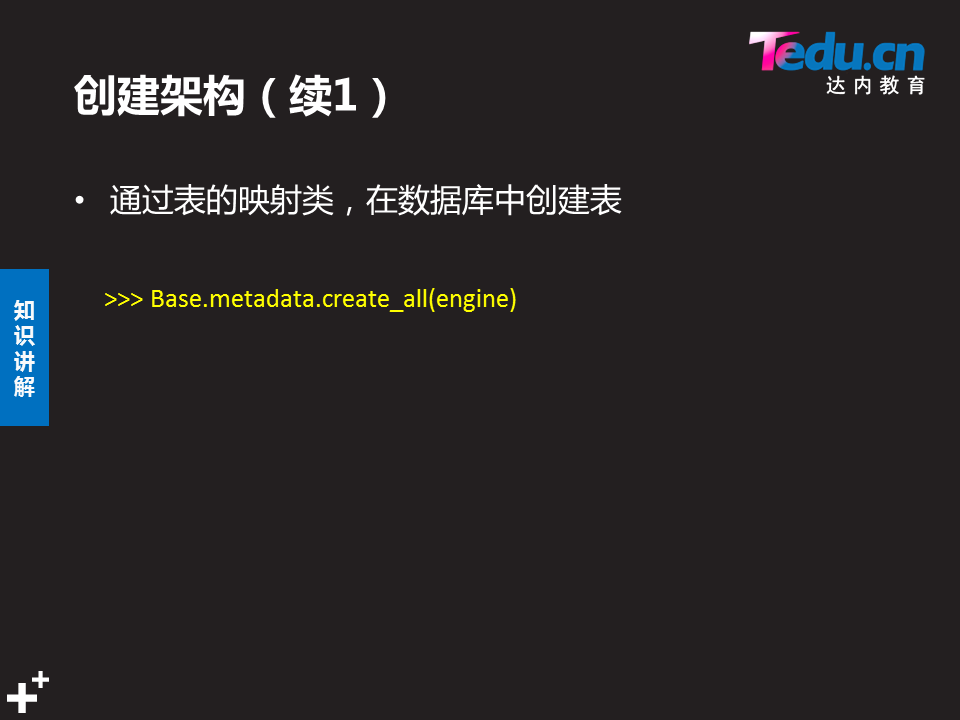 Tedu.cn
达内教育
创建架构（续1）
• 通过表的映射类，在数据库中创建表
>>> Base.metadata.create_all(engine)
知识讲解